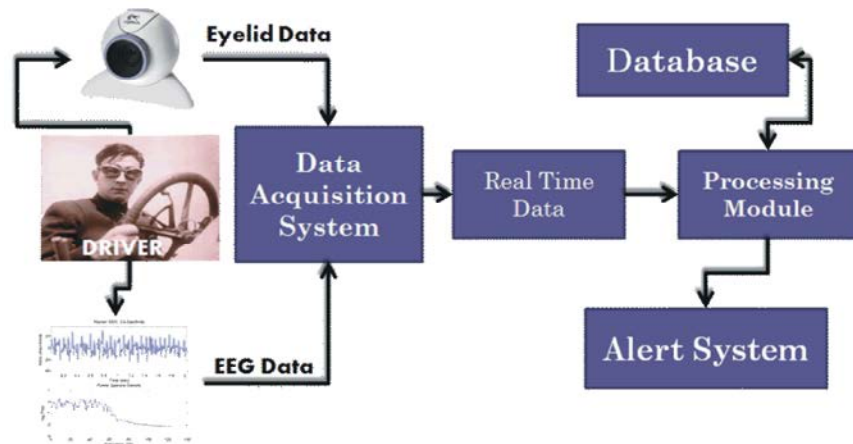 Eyelid Data
Database
Data
Acquisition
System
Real Time
Data
Processing
Module
DRIVER
EEG Data
Alert System